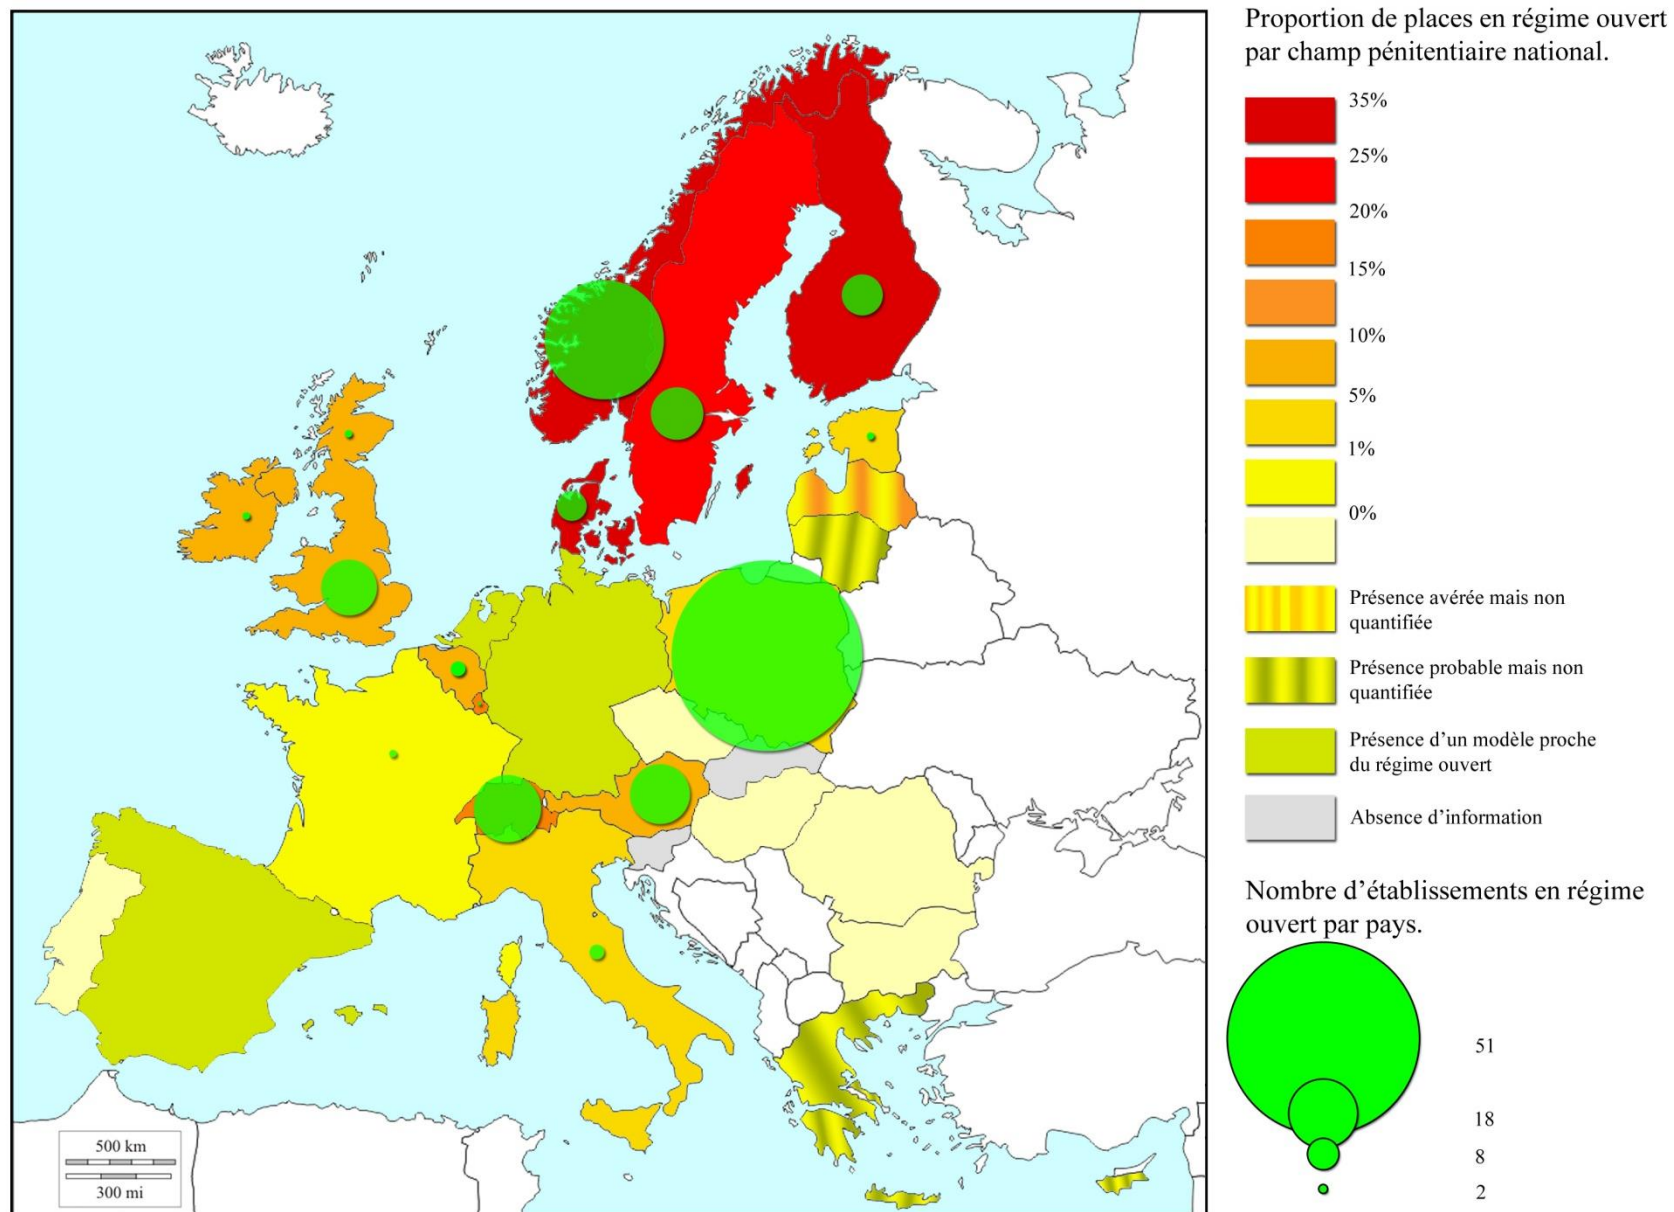 Proportion de places en régime ouvert
par champ pénitentiaire national.
35%
25%
20%
15%
10%
5%
1%
0%
Présence avérée mais non
quantifiée
Présence probable mais non
quantifiée
Présence d’un modèle proche
du régime ouvert
Absence d’information
Nombre d’établissements en régime
ouvert par pays.
51
18
8
2
500 km
300 mi